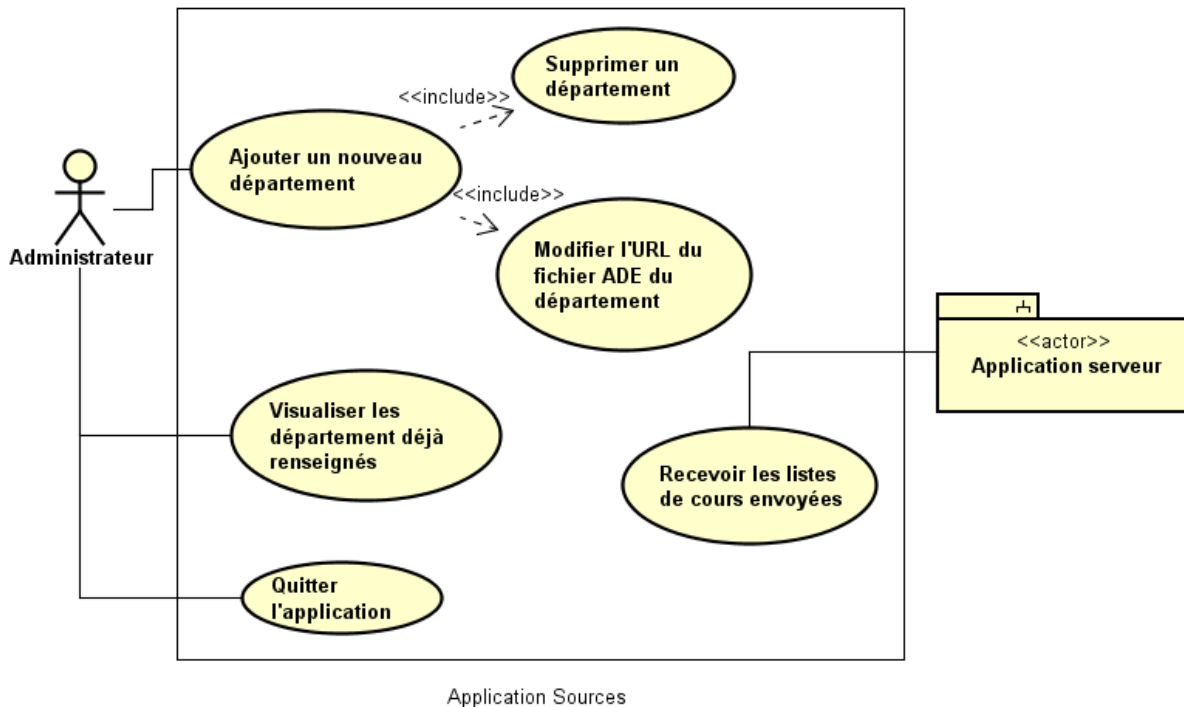 Supprimer un
département
<<include>>
Ajouter un nouveau
département
<<include>>
Administrateur
Modifier l'URL du
fichier ADE du
département
<<actor>>
Application serveur
Visualiser les
département déjà
renseignés
Recevoir les listes
de cours envoyées
Quitter
l'application
Application Sources